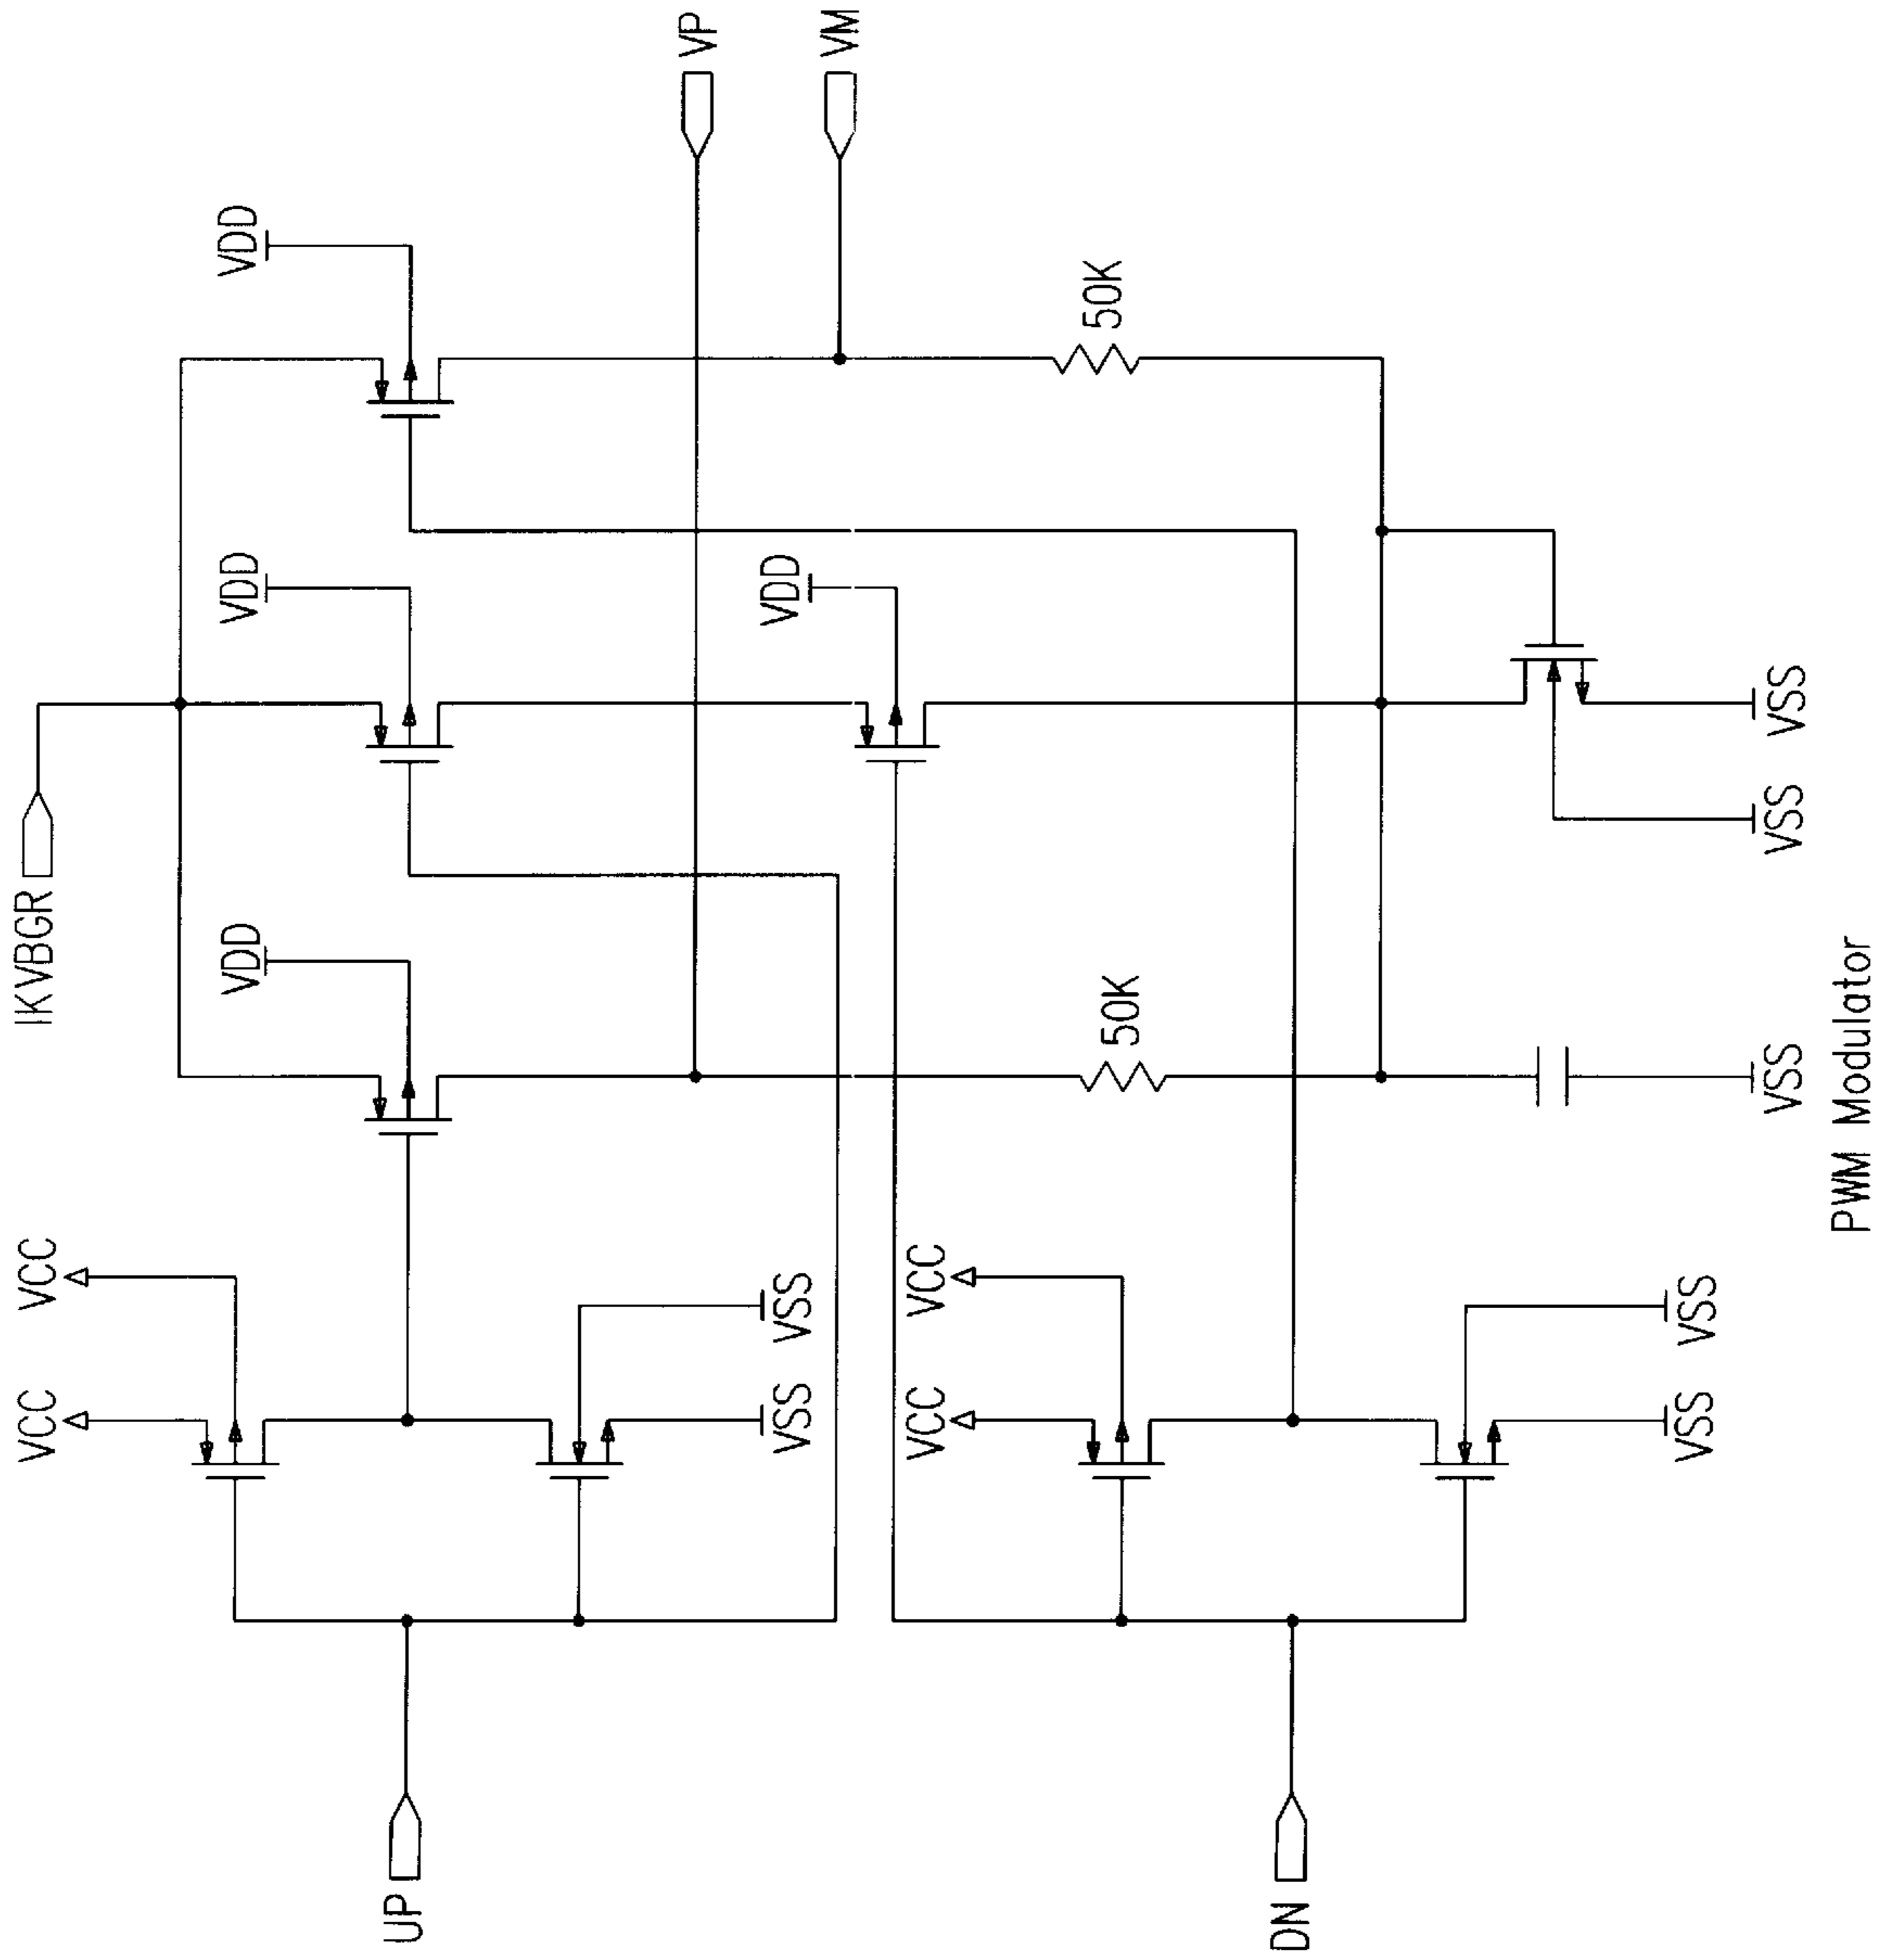 VCC
VCC
IKVBGR
VDD
VDD
VDD
UP
VP
VSS
VSS
VDD
VM
VCC
VCC
50K
50K
DN
VSS
VSS
VSS
VSS
VSS
PWM Modulator